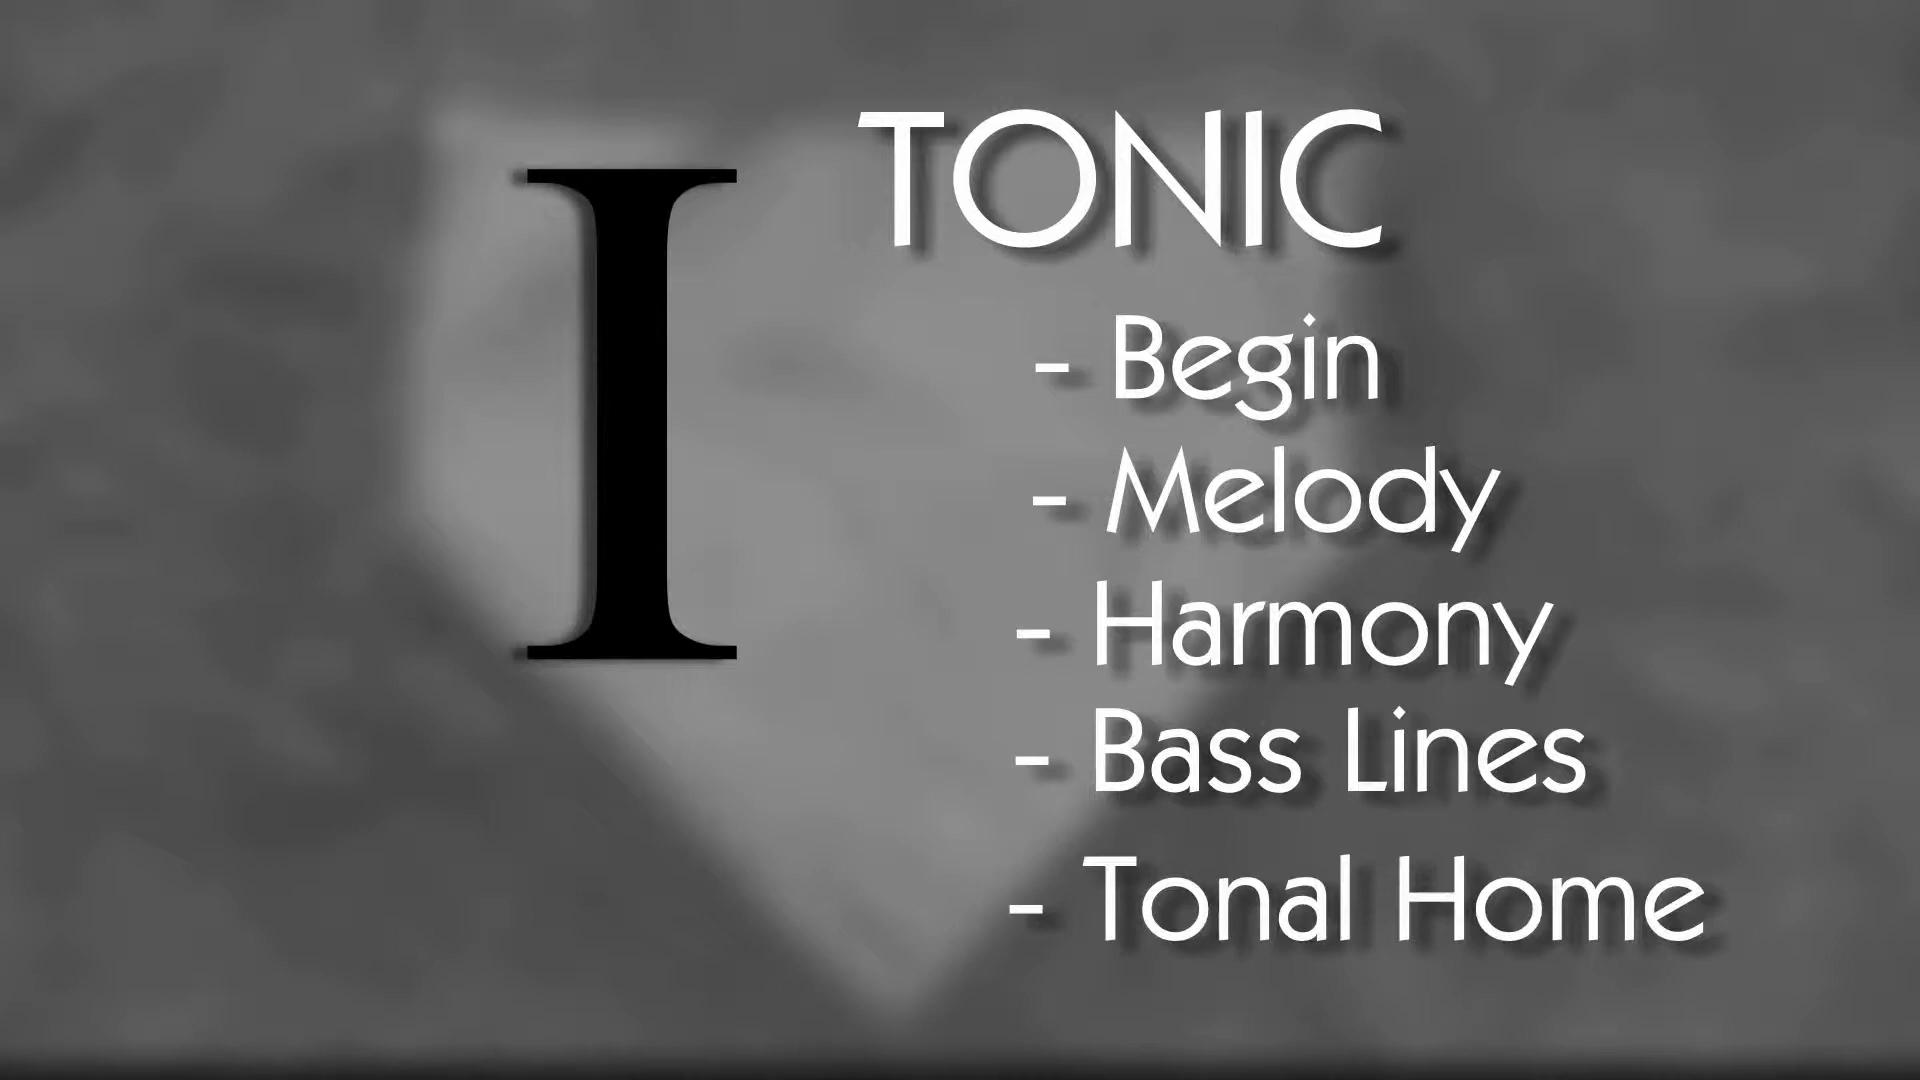 I
TONIC
- Begin
- Melody
- Harmony
- Bass Lines
- Tonal Home